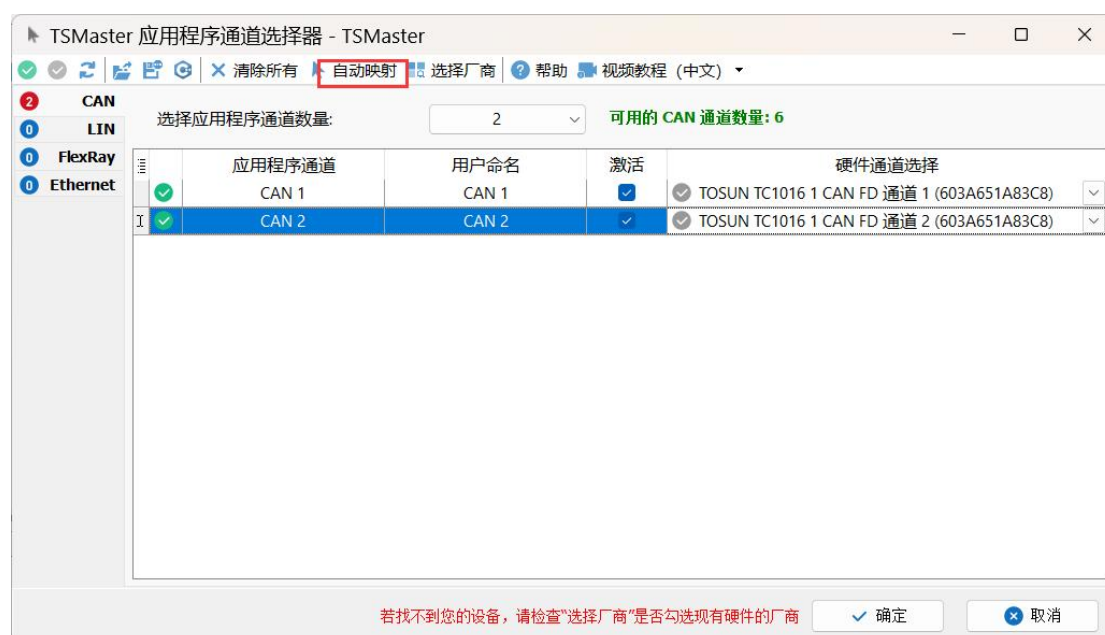 TSMaster 应用程序通道选择器 - TSMaster
清除所有 自动映射 选择厂商 帮助 视频教程 (中文)
2 CAN
0 LIN
0 FlexRay
0 Ethernet
选择应用程序通道数量: 2 可用的 CAN 通道数量: 6
应用程序通道 用户命名 激活 硬件通道选择
CAN 1 CAN 1 TOSUN TC1016 1 CAN FD 通道 1 (603A651A83C8)
CAN 2 CAN 2 TOSUN TC1016 1 CAN FD 通道 2 (603A651A83C8)
若找不到您的设备，请检查"选择厂商"是否勾选现有硬件的厂商 确定 取消